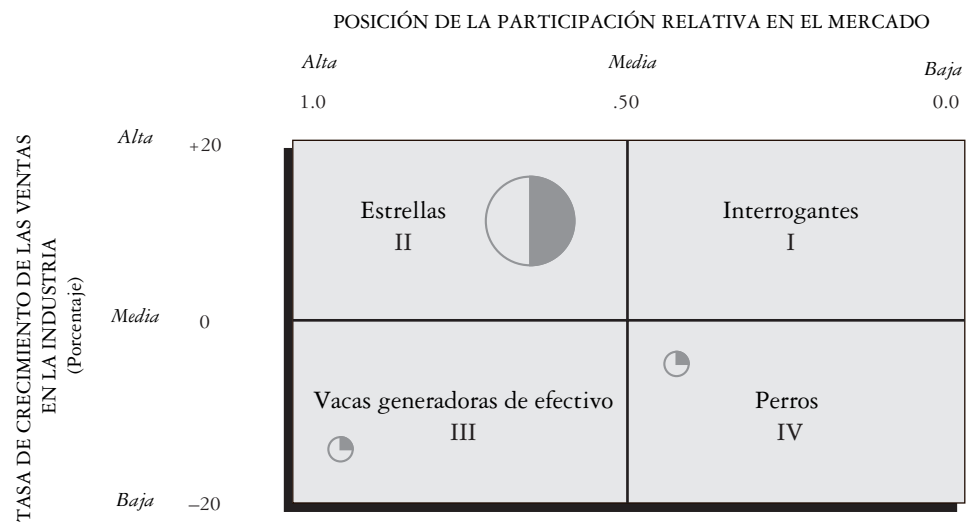 POSICIÓN DE LA PARTICIPACIÓN RELATIVA EN EL MERCADO
Alta
Media
Baja
1.0
.50
0.0
TASA DE CRECIMIENTO DE LAS VENTAS
EN LA INDUSTRIA
(Porcentaje)
Alta
+20
Estrellas
II
Interrogantes
I
Media
0
Vacas generadoras de efectivo
III
Perros
IV
Baja
–20